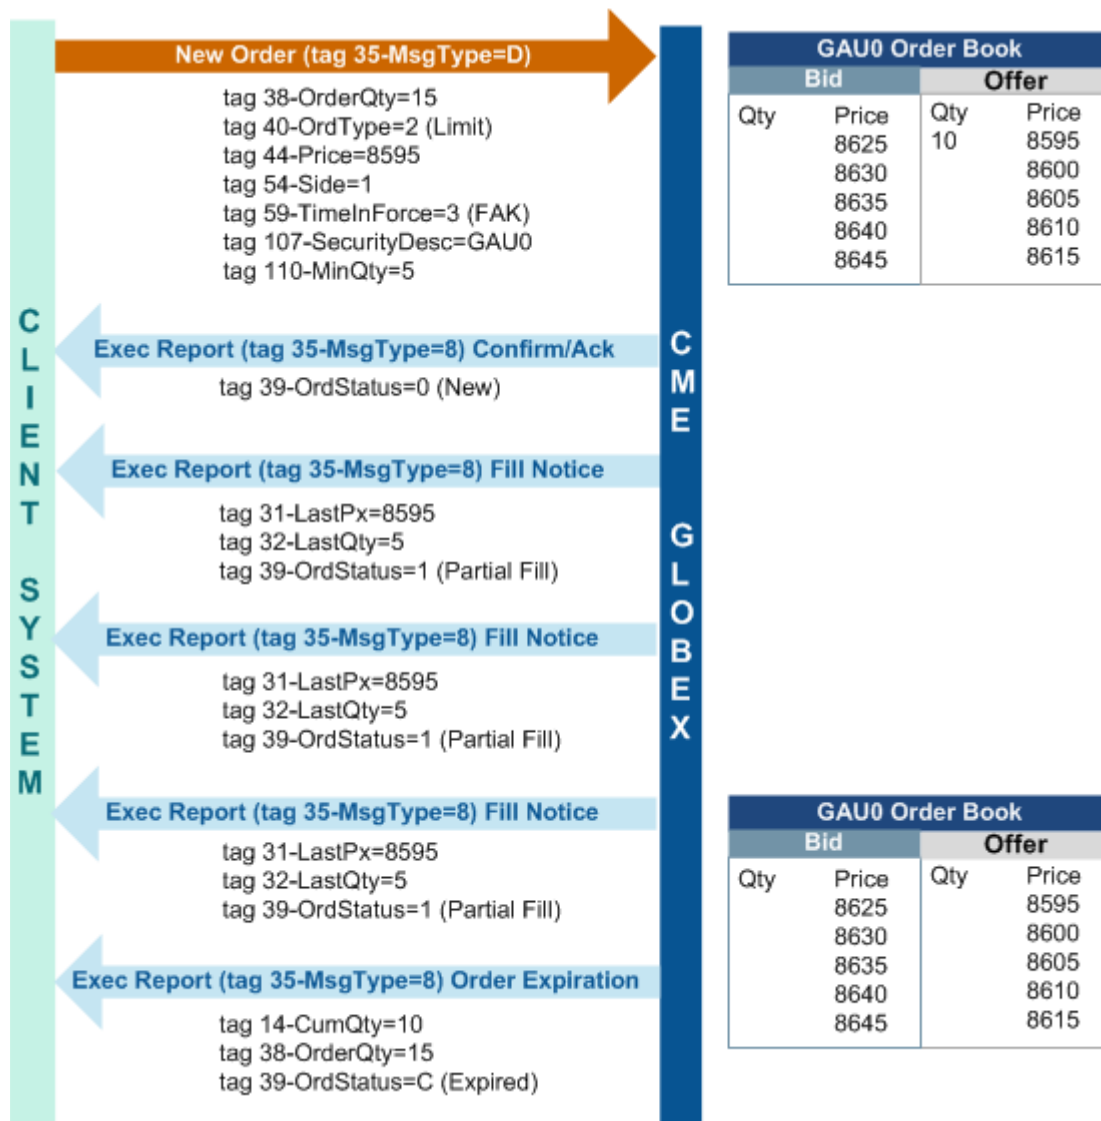 New Order (tag 35-MsgType=D)
tag 38-OrderQty=15
tag 40-OrdType=2 (Limit)
tag 44-Price=8595
tag 54-Side=1
tag 59-TimeInForce=3 (FAK)
tag 107-SecurityDesc=GAU0
tag 110-MinQty=5
GAU0 Order Book
Bid Offer
Qty Price Qty Price
8625 10 8595
8630 8600
8635 8605
8640 8610
8645 8615
CLIENT SYSTEM
CME GLOBEX
Exec Report (tag 35-MsgType=8) Confirm/Ack
tag 39-OrdStatus=0 (New)
Exec Report (tag 35-MsgType=8) Fill Notice
tag 31-LastPx=8595
tag 32-LastQty=5
tag 39-OrdStatus=1 (Partial Fill)
Exec Report (tag 35-MsgType=8) Fill Notice
tag 31-LastPx=8595
tag 32-LastQty=5
tag 39-OrdStatus=1 (Partial Fill)
Exec Report (tag 35-MsgType=8) Fill Notice
tag 31-LastPx=8595
tag 32-LastQty=5
tag 39-OrdStatus=1 (Partial Fill)
GAU0 Order Book
Bid Offer
Qty Price Qty Price
8625 8595
8630 8600
8635 8605
8640 8610
8645 8615
Exec Report (tag 35-MsgType=8) Order Expiration
tag 14-CumQty=10
tag 38-OrderQty=15
tag 39-OrdStatus=C (Expired)